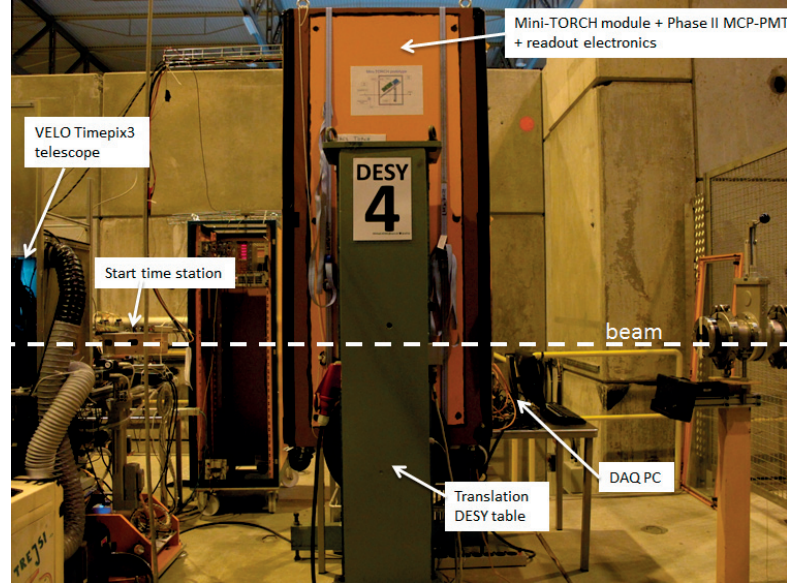 Mini-TORCH module + Phase II MCP-PMT
+ readout electronics
VELO Timepix3
telescope
DESY
4
Start time station
beam
DAQ PC
Translation
DESY table
TREJSI